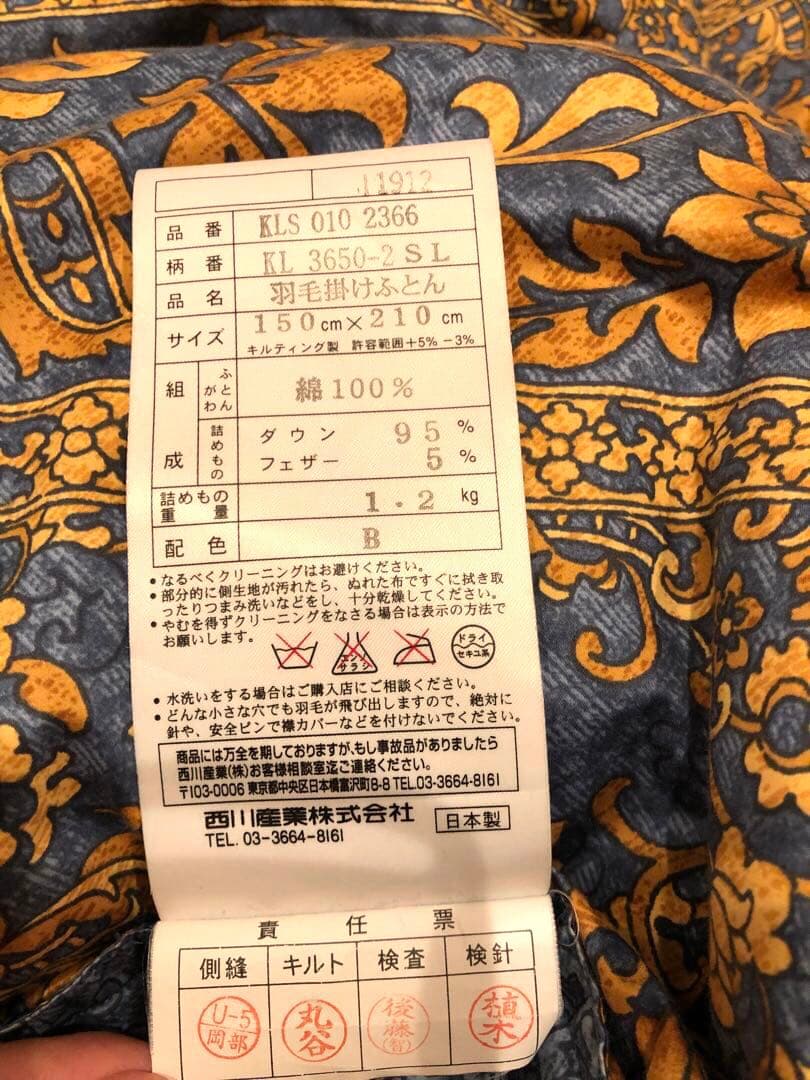 J1912
品番 KLS 010 2366
柄番 KL 3650-2 SL
品名 羽毛掛けふとん
サイズ 150cm×210cm
キルティング製 許容範囲+5% -3%
組成 ふとんがわ 綿100%
詰めもの ダウン 95%
フェザー 5%
詰めもの重量 1.2kg
配色 B
•なるべくクリーニングはお避けください。
•部分的に側生地が汚れたら、ぬれた布ですぐに拭き取
ったりつまみ洗いなどをし、十分乾燥してください。
•やむを得ずクリーニングをなさる場合は表示の方法で
お願いします。
エンソサラシ ドライ セキユ系
•水洗いをする場合はご購入店にご相談ください。
•どんな小さな穴でも羽毛が飛び出しますので、絶対に
針や、安全ピンで襟カバーなどを付けないでください。
商品には万全を期しておりますが、もし事故品がありましたら
西川産業(株)お客様相談室迄ご連絡ください。
〒103-0006 東京都中央区日本橋富沢町8-8 TEL.03-3664-8161
西川産業株式会社 日本製
TEL. 03-3664-8161
責任票
側縫 キルト 検査 検針
U-5 岡部 丸谷 後藤(智) 植木